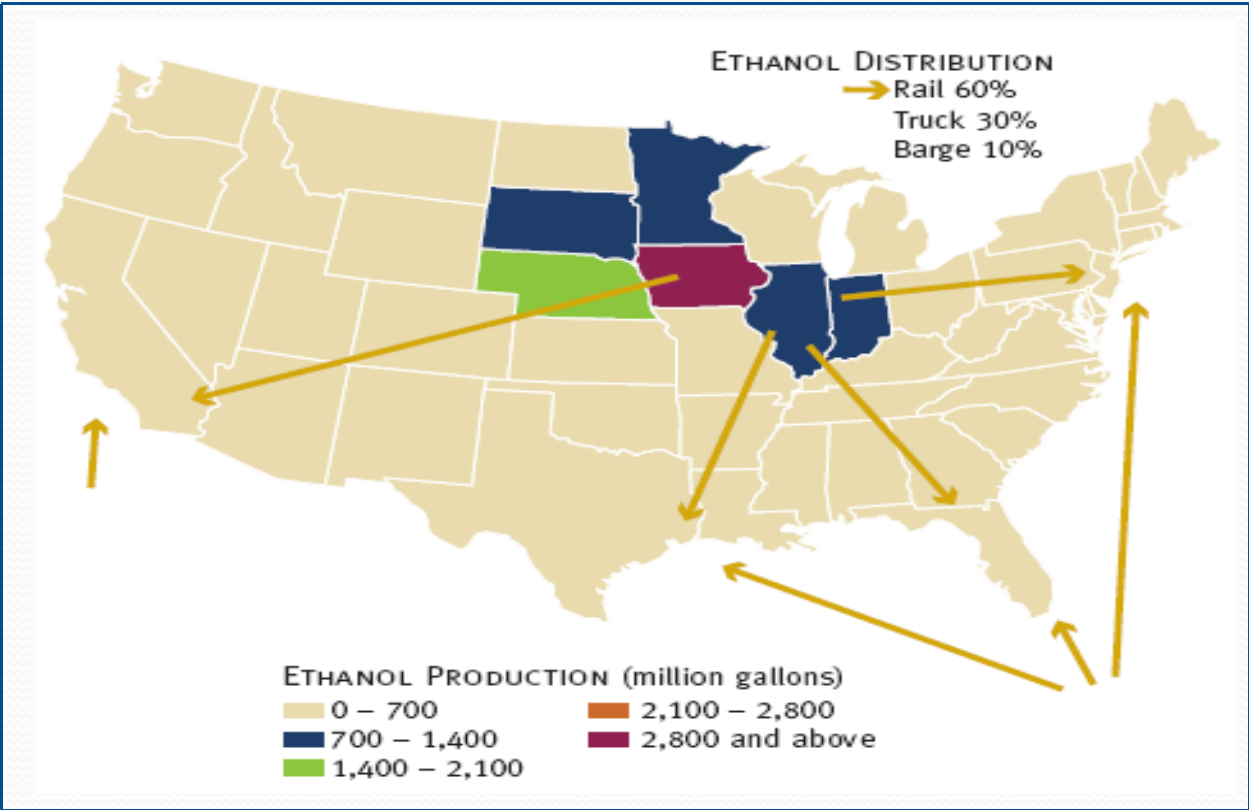 ETHANOL DISTRIBUTION
Rail 60%
Truck 30%
Barge 10%
ETHANOL PRODUCTION (million gallons)
0 – 700
700 – 1,400
1,400 – 2,100
2,100 – 2,800
2,800 and above